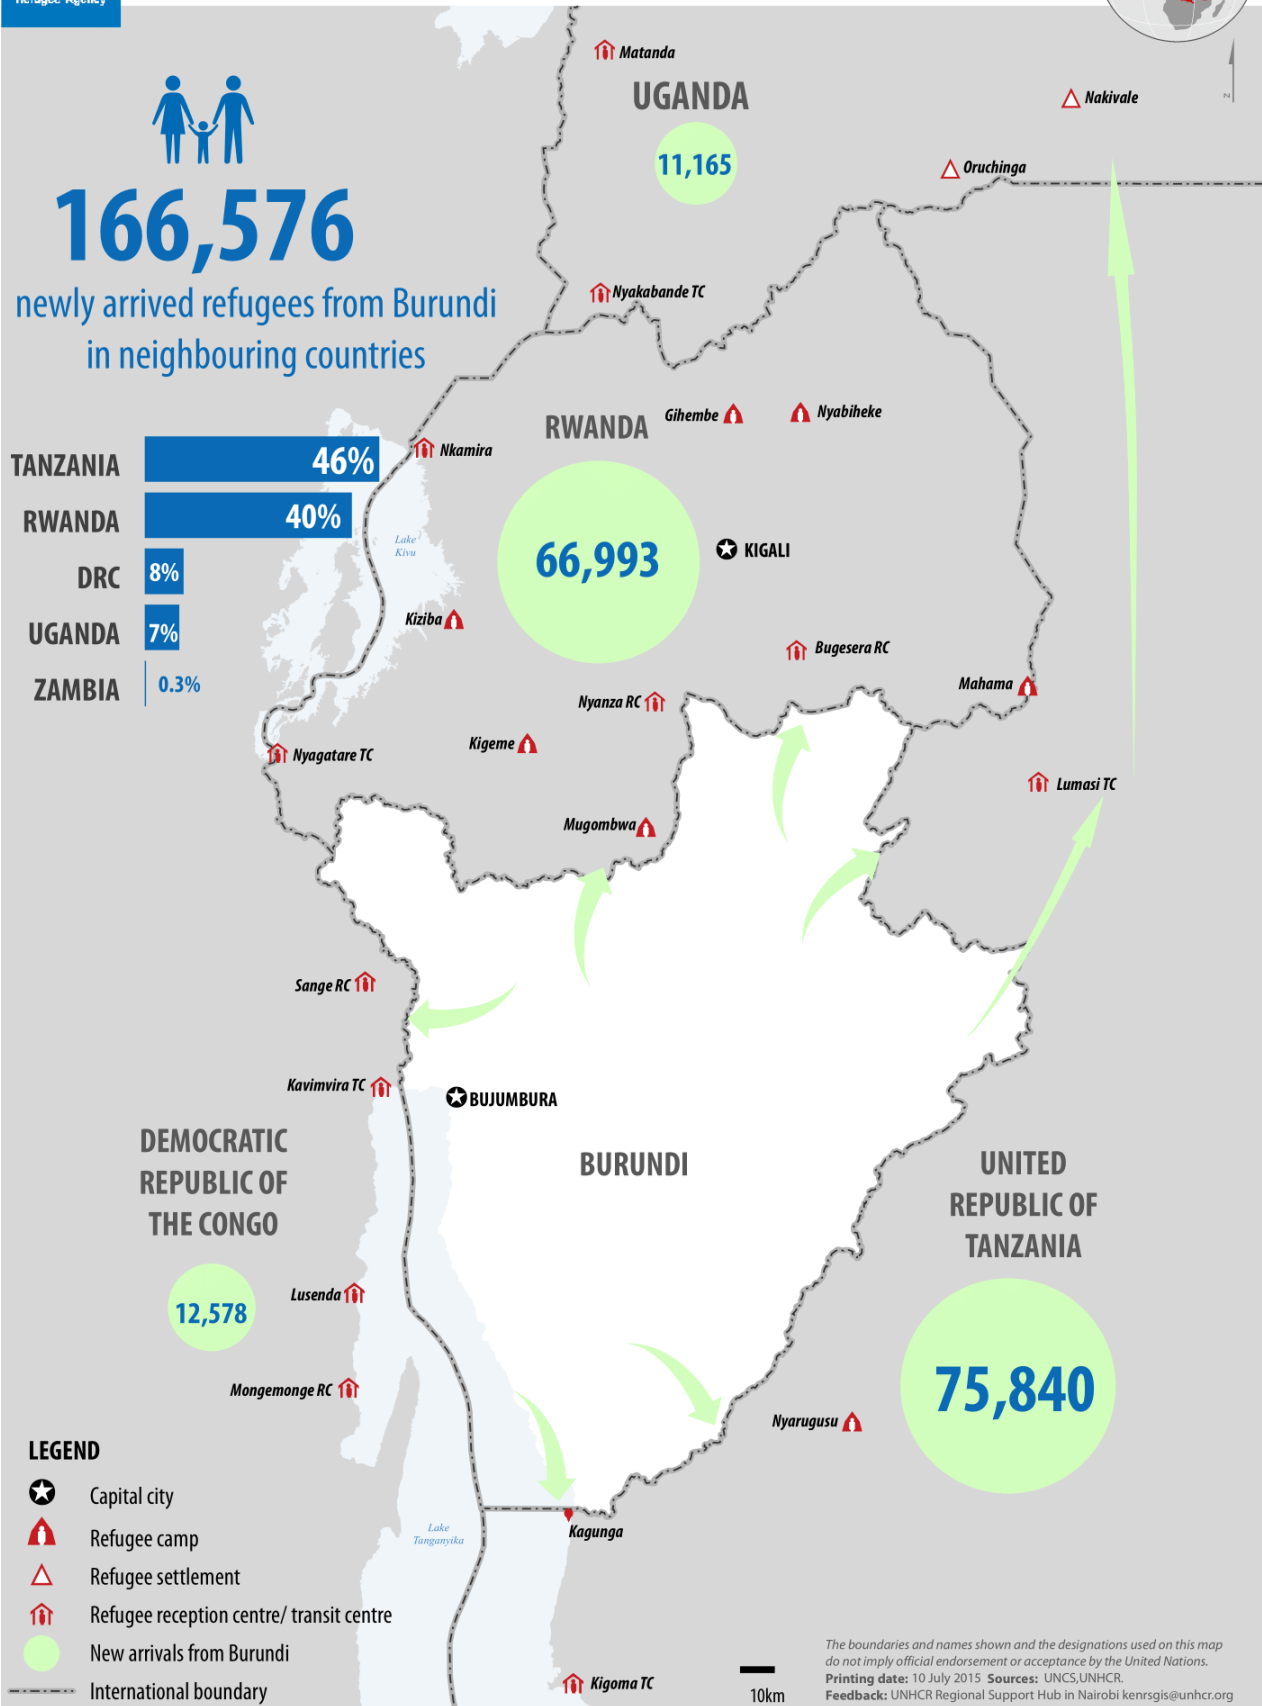 Refugee Agency
166,576
newly arrived refugees from Burundi
in neighbouring countries
TANZANIA 46%
RWANDA 40%
DRC 8%
UGANDA 7%
ZAMBIA 0.3%
Matanda
UGANDA
11,165
Nakivale
N
Oruchinga
Nyakabande TC
RWANDA
Gihembe
Nyabiheke
Nkamira
Lake
Kivu
66,993
KIGALI
Kiziba
Bugesera RC
Mahama
Nyanza RC
Kigeme
Nyagatare TC
Lumasi TC
Mugombwa
Sange RC
Kavimvira TC
BUJUMBURA
DEMOCRATIC
REPUBLIC OF
THE CONGO
12,578
BURUNDI
UNITED
REPUBLIC OF
TANZANIA
75,840
Lusenda
Mongemonge RC
Nyarugusu
Kagunga
Lake
Tanganyika
Kigoma TC
LEGEND
Capital city
Refugee camp
Refugee settlement
Refugee reception centre/ transit centre
New arrivals from Burundi
International boundary
10km
The boundaries and names shown and the designations used on this map
do not imply official endorsement or acceptance by the United Nations.
Printing date: 10 July 2015 Sources: UNCS,UNHCR.
Feedback: UNHCR Regional Support Hub in Nairobi kenrsgis@unhcr.org